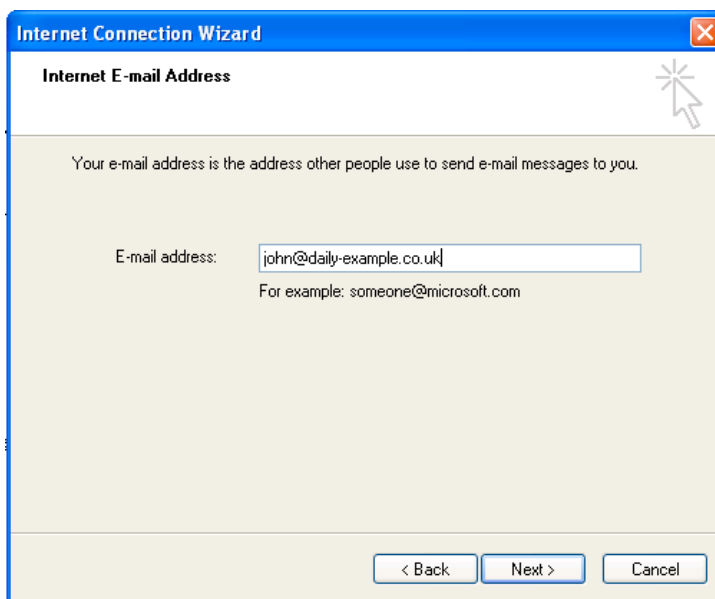 Internet Connection Wizard
Internet E-mail Address
Your e-mail address is the address other people use to send e-mail messages to you.
E-mail address: john@daily-example.co.uk
For example: someone@microsoft.com
< Back Next > Cancel